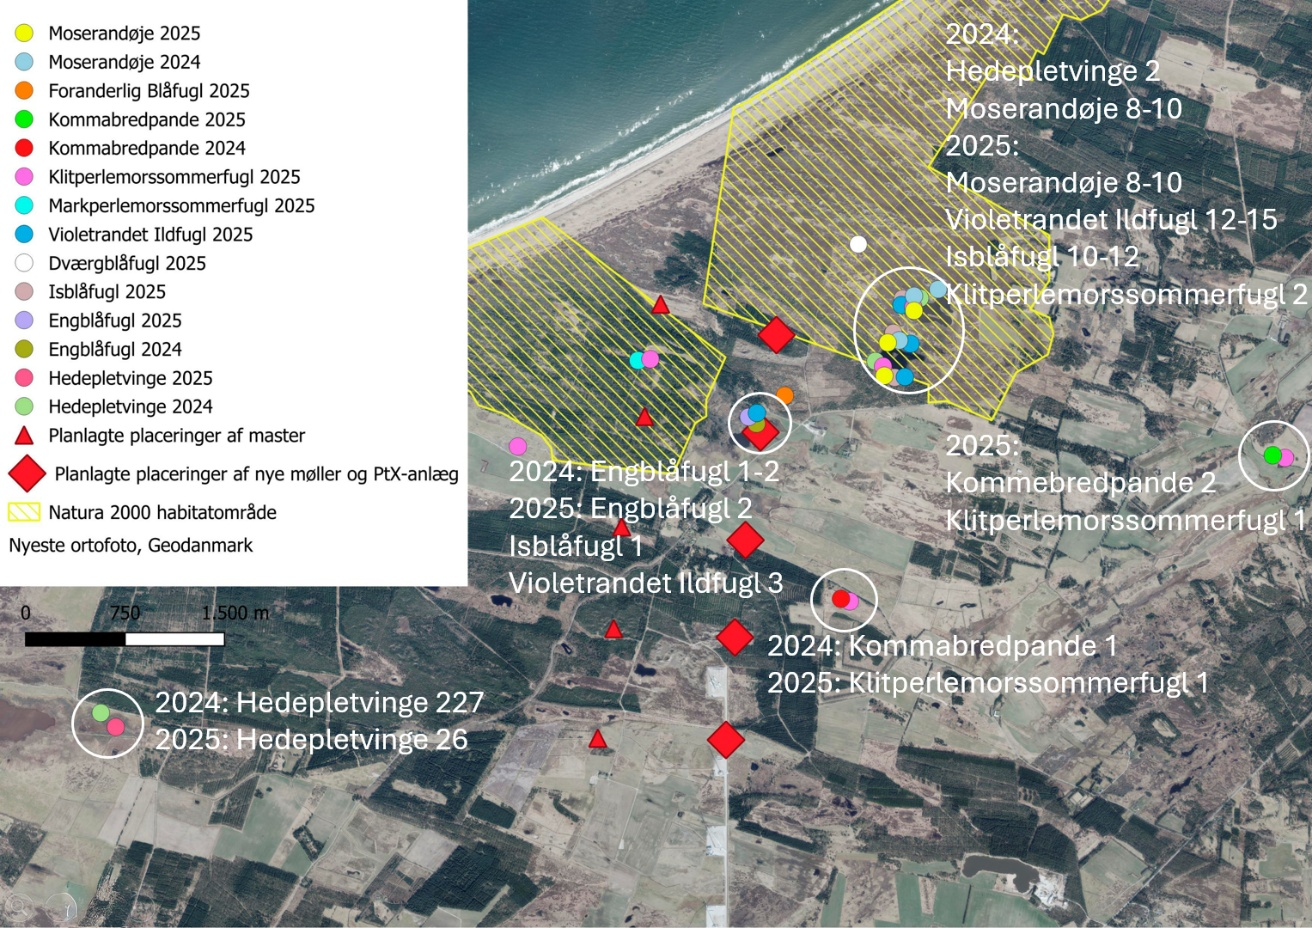 Moserandøje 2025
Moserandøje 2024
Foranderlig Blåfugl 2025
Kommabredpande 2025
Kommabredpande 2024
Klitperlemorssommerfugl 2025
Markperlemorssommerfugl 2025
Violetrandet Ildfugl 2025
Dværgblåfugl 2025
Isblåfugl 2025
Engblåfugl 2025
Engblåfugl 2024
Hedepletvinge 2025
Hedepletvinge 2024
Planlagte placeringer af master
Planlagte placeringer af nye møller og PtX-anlæg
Natura 2000 habitatområde
Nyeste ortofoto, Geodanmark
0 750 1.500 m
2024:
Hedepletvinge 2
Moserandøje 8-10
2025:
Moserandøje 8-10
Violetrandet Ildfugl 12-15
Isblåfugl 10-12
Klitperlemorssommerfugl 2
2024: Engblåfugl 1-2
2025: Engblåfugl 2
Isblåfugl 1
Violetrandet Ildfugl 3
2025:
Kommebredpande 2
Klitperlemorssommerfugl 1
2024: Kommabredpande 1
2025: Klitperlemorssommerfugl 1
2024: Hedepletvinge 227
2025: Hedepletvinge 26